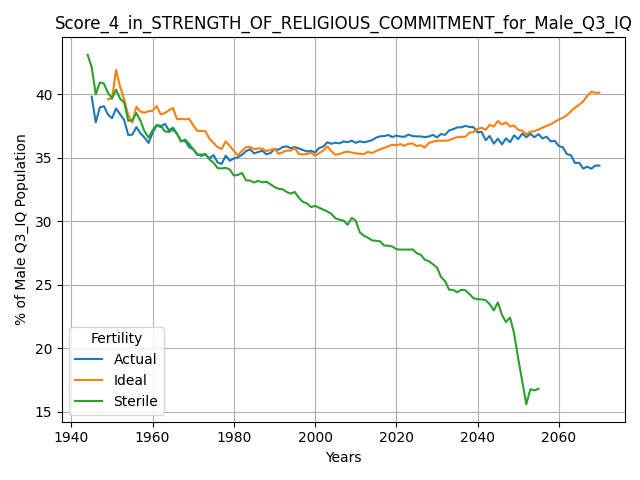 Score_4_in_STRENGTH_OF_RELIGIOUS_COMMITMENT_for_Male_Q3_IQ
% of Male Q3_IQ Population
40
35
30
25
20
15
Fertility
Actual
Ideal
Sterile
1940 1960 1980 2000 2020 2040 2060
Years